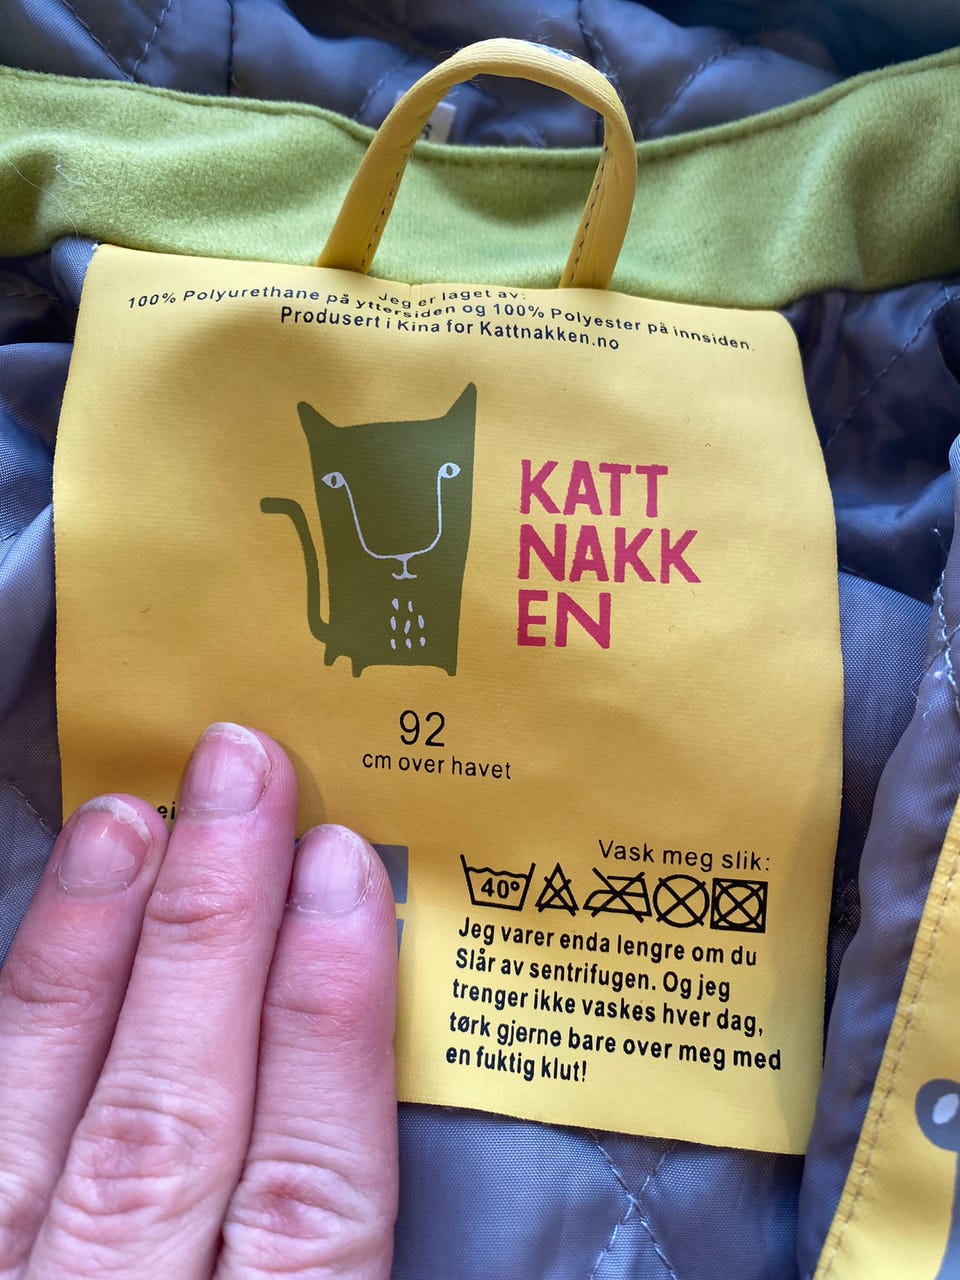 Jeg er laget av:
100% Polyurethane på yttersiden og 100% Polyester på innsiden.
Produsert i Kina for Kattnakken.no
KATT
NAKK
EN
92
cm over havet
Vask meg slik:
40°
Jeg varer enda lengre om du
Slår av sentrifugen. Og jeg
trenger ikke vaskes hver dag,
tørk gjerne bare over meg med
en fuktig klut!